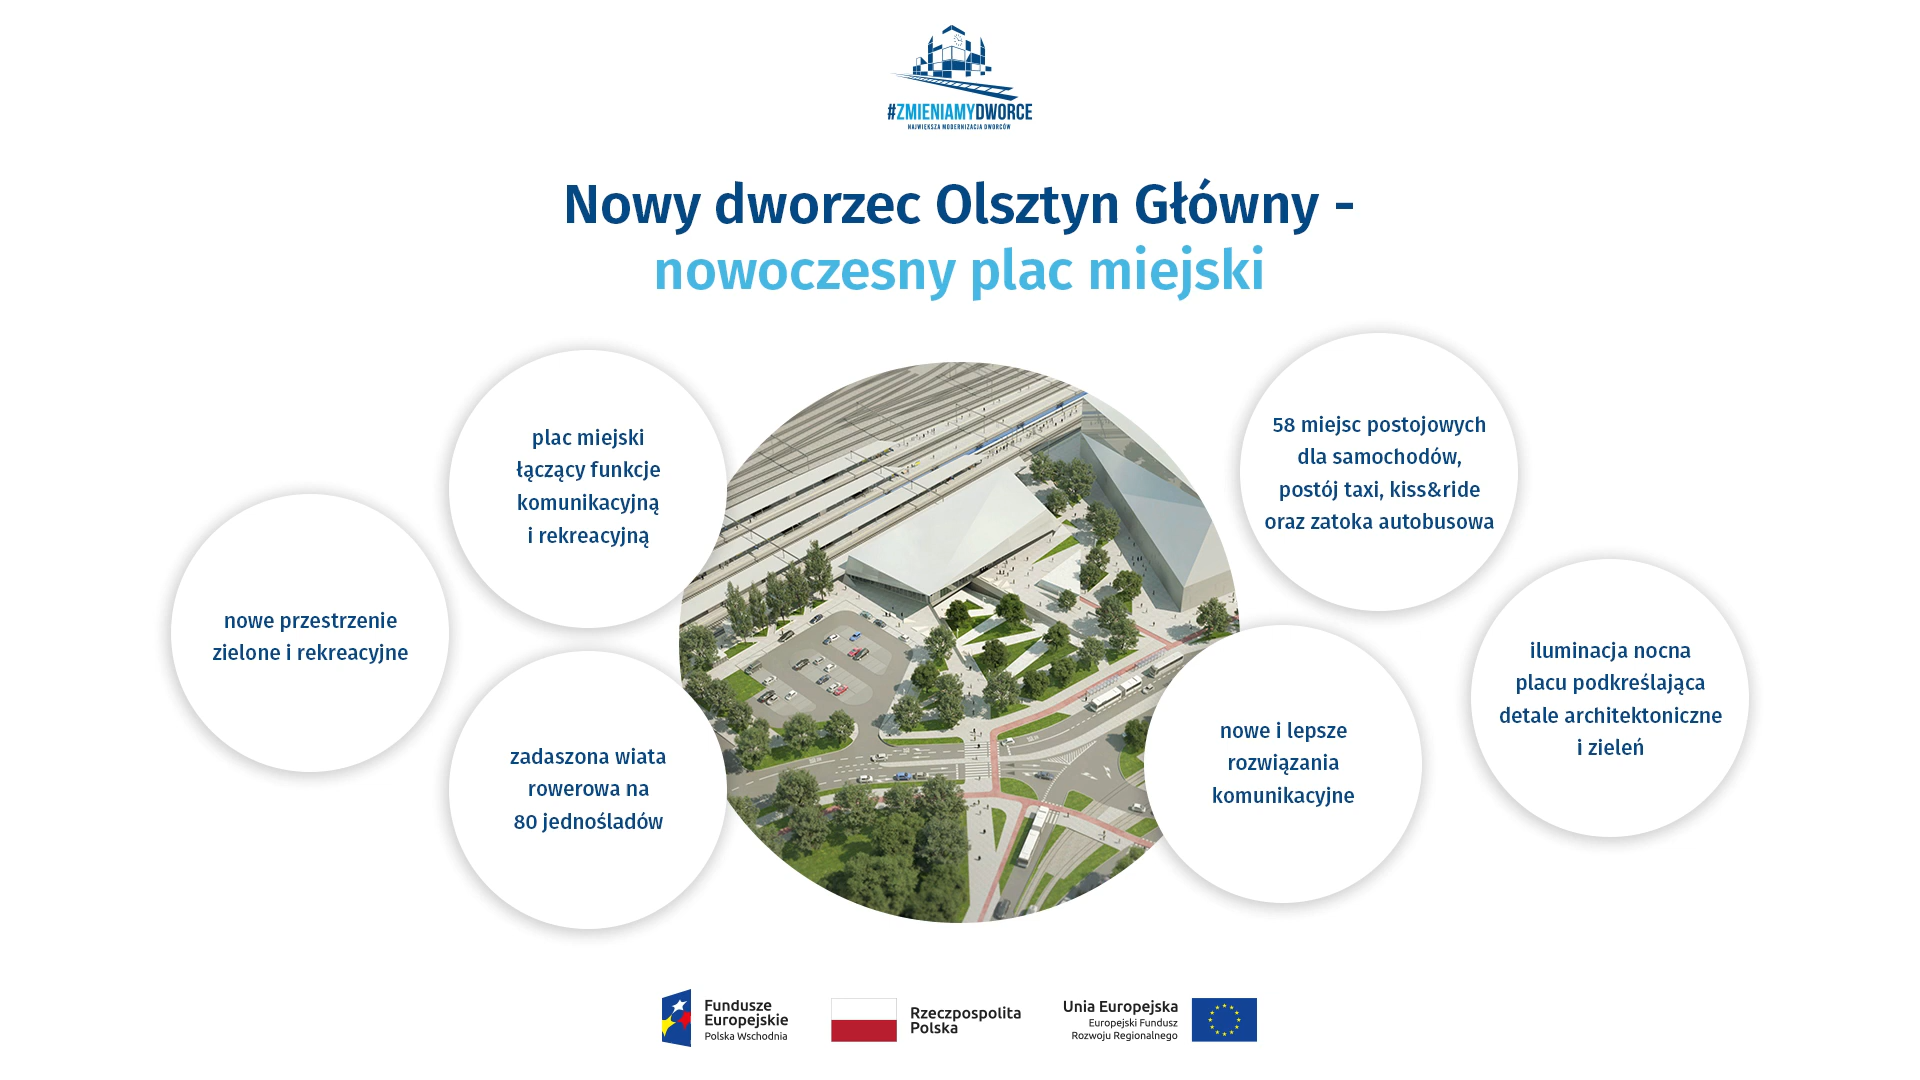 #ZMIENIAMYDWORCE
NAJWIĘKSZA MODERNIZACJA DWORCÓW
Nowy dworzec Olsztyn Główny -
nowoczesny plac miejski
plac miejski
łączący funkcje
komunikacyjną
i rekreacyjną
58 miejsc postojowych
dla samochodów,
postój taxi, kiss&ride
oraz zatoka autobusowa
nowe przestrzenie
zielone i rekreacyjne
iluminacja nocna
placu podkreślająca
detale architektoniczne
i zieleń
zadaszona wiata
rowerowa na
80 jednośladów
nowe i lepsze
rozwiązania
komunikacyjne
Fundusze
Europejskie
Polska Wschodnia
Rzeczpospolita
Polska
Unia Europejska
Europejski Fundusz
Rozwoju Regionalnego